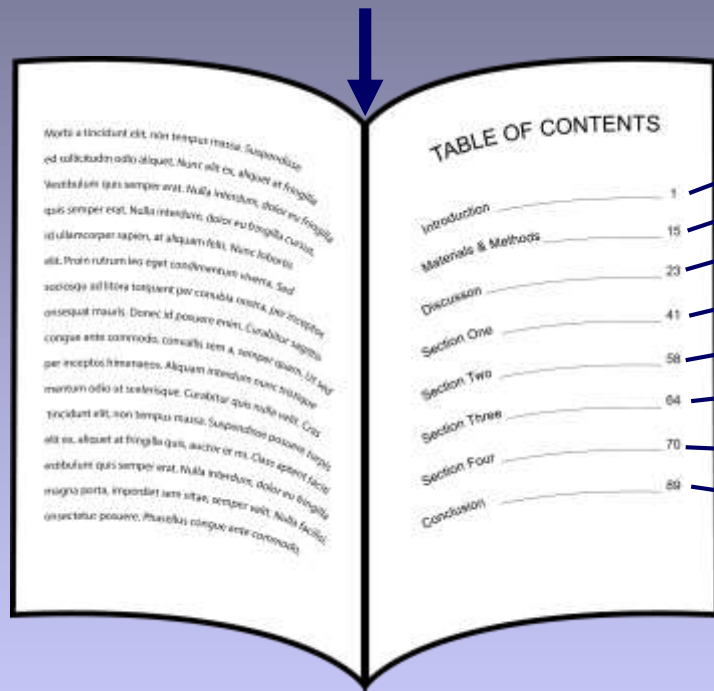 Morbi a tincidunt elit, non tempus massa. Suspendisse
ed sollicitudin odio aliquet. Nunc elit ex, aliquet at fringilla
Vestibulum quis semper erat. Nulla interdum, dolor eu fringilla
quis semper erat. Nulla interdum, dolor eu fringilla cursus,
id ullamcorper sapien, at aliquam felis. Nunc lobortis
elit. Proin rutrum leo eget condimentum viverra. Sed
sociosqu ad litora torquent per conubia nostra, per inceptos
onsequat mauris. Donec id posuere enim. Curabitur sagittis
congue ante commodo, convallis sem a, semper quam. Ut sed
per inceptos himenaeos. Aliquam interdum nunc tristique
mentum odio at scelerisque. Curabitur quis nulla velit. Cras
tincidunt elit, non tempus massa. Suspendisse posuere turpis
elit ex, aliquet at fringilla quis, auctor et mi. Class aptent taciti
estibulum quis semper erat. Nulla interdum, dolor eu fringilla
magna porta, imperdiet sem vitae, semper velit. Nulla facilisi.
onsectetur posuere. Phasellus congue ante commodo,
TABLE OF CONTENTS
Introduction 1
Materials & Methods 15
Discusson 23
Section One 41
Section Two 58
Section Three 64
Section Four 70
Conclusion 89